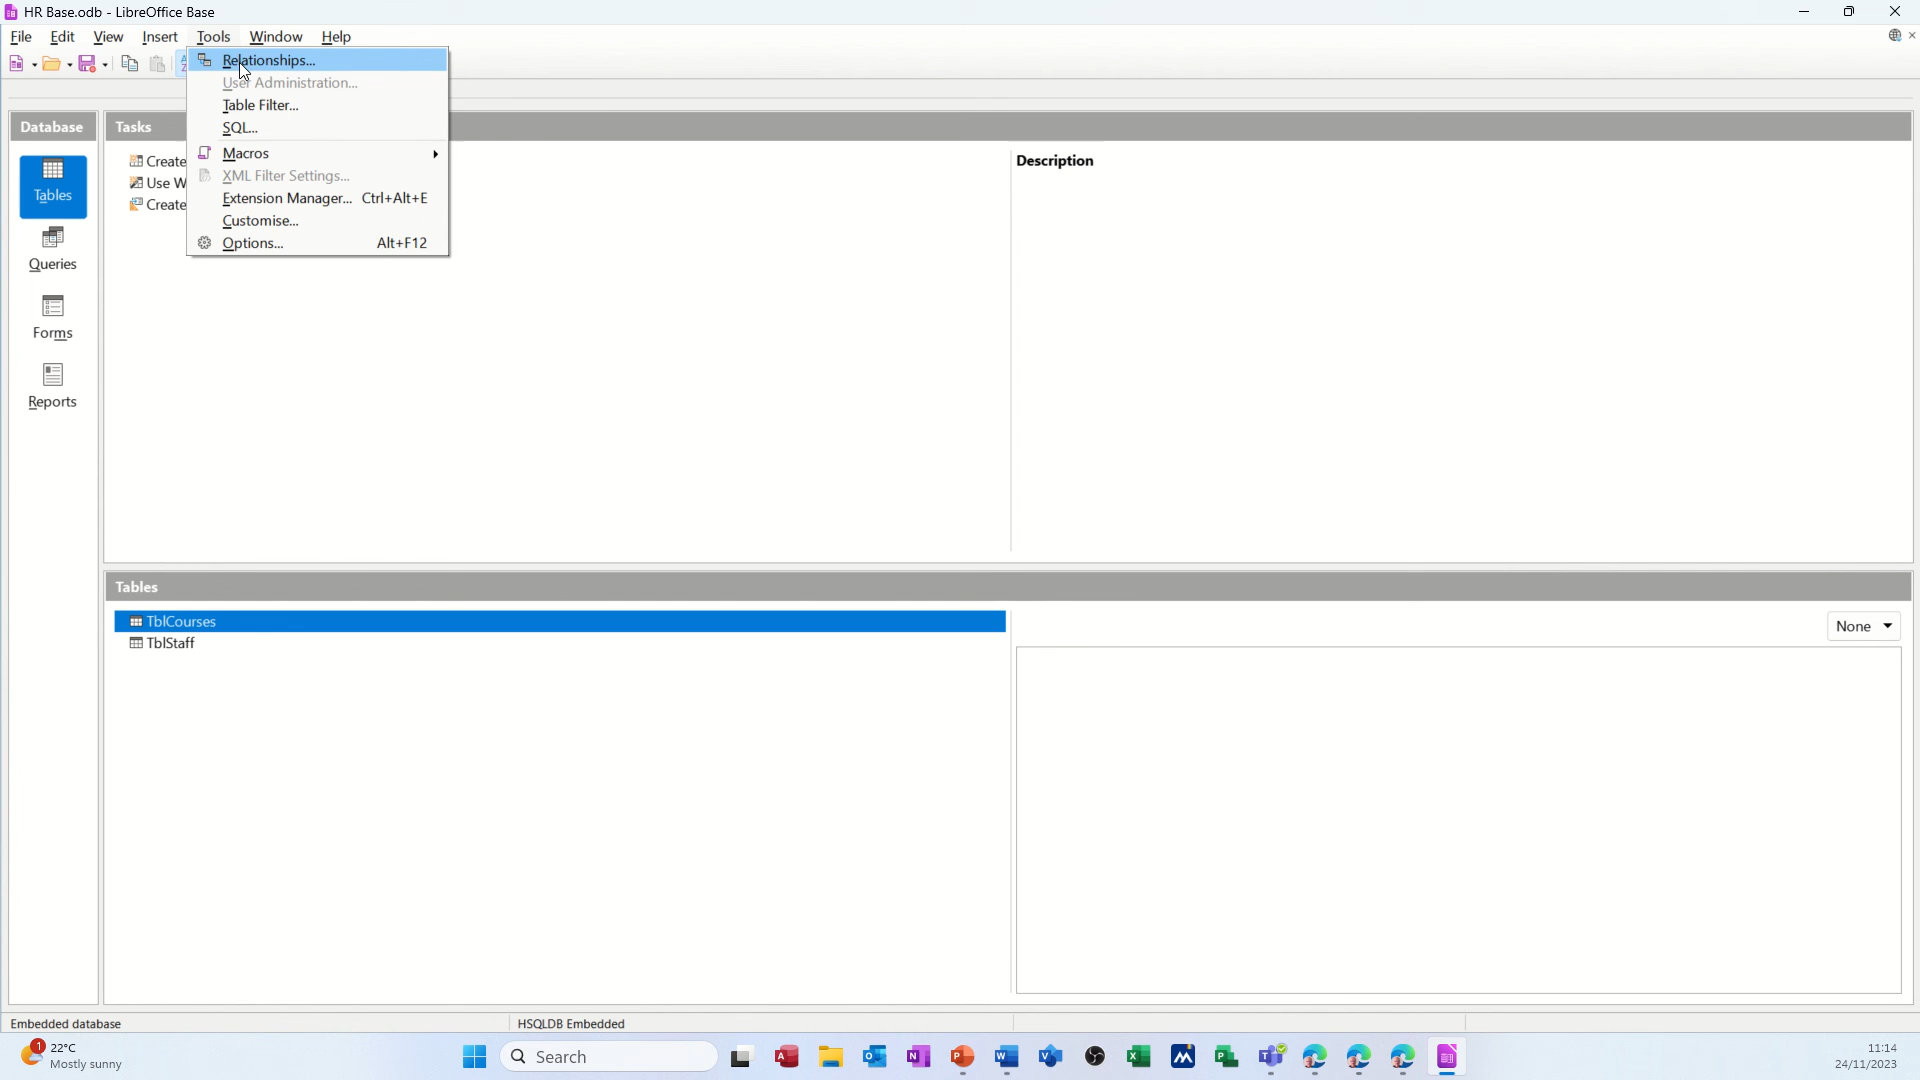 HR Base.odb - LibreOffice Base
File Edit View Insert Tools Window Help
Relationships...
User Administration...
Table Filter...
SQL...
Macros
XML Filter Settings...
Extension Manager... Ctrl+Alt+E
Customise...
Options... Alt+F12
Database
Tasks
Create
Use W
Create
Description
Tables
Queries
Forms
Reports
Tables
TblCourses
TblStaff
None
Embedded database
HSQLDB Embedded
1
22°C
Mostly sunny
Search
11:14
24/11/2023